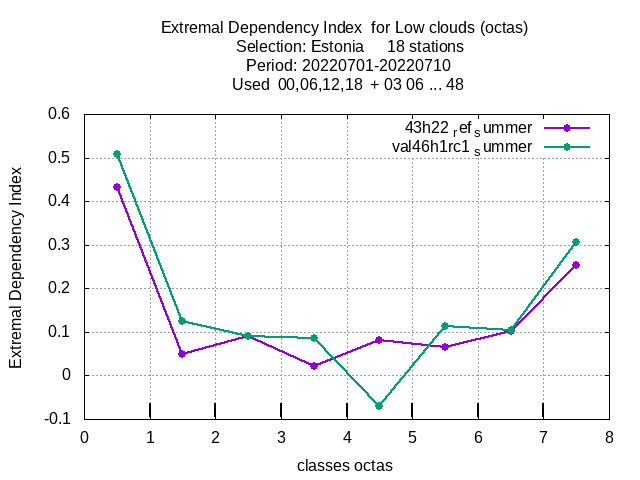 Extremal Dependency Index  for Low clouds (octas)
Selection: Estonia     18 stations
Period: 20220701-20220710
Used  00,06,12,18  + 03 06 ... 48
43h22 ref summer
val46h1rc1 summer
Extremal Dependency Index
0.6
0.5
0.4
0.3
0.2
0.1
0
-0.1
0 1 2 3 4 5 6 7 8
classes octas